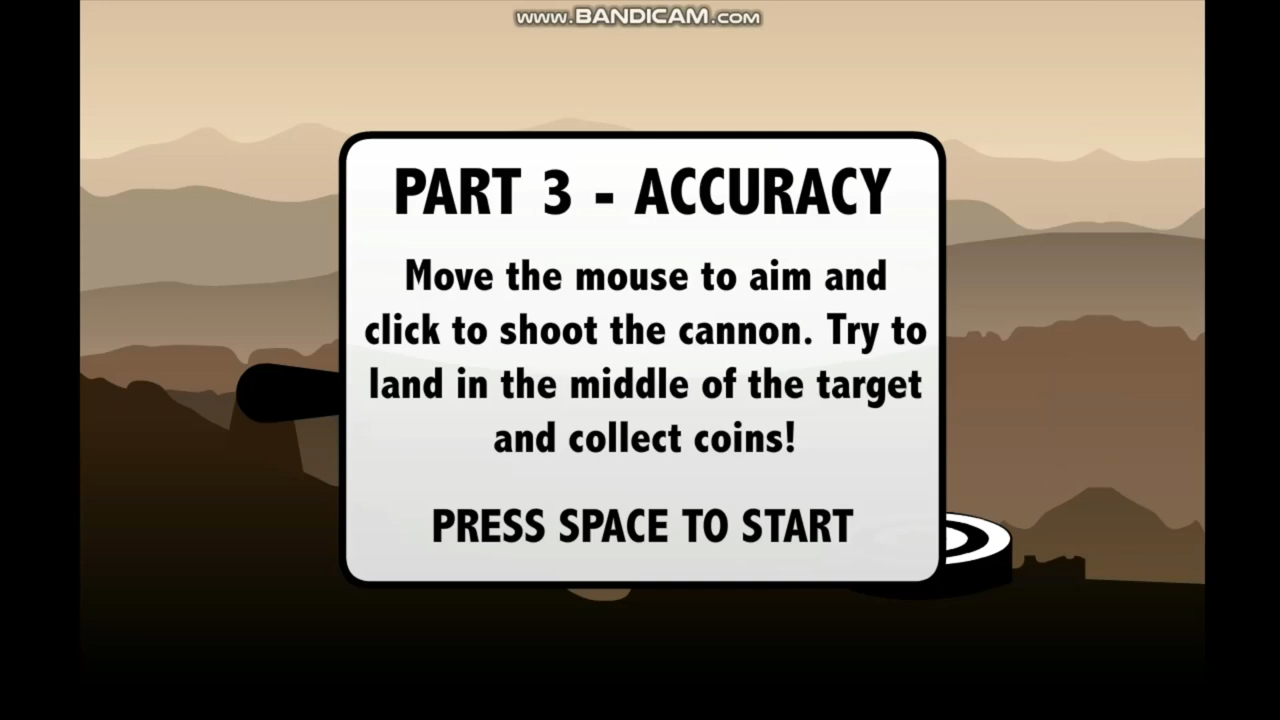 www.BANDICAM.com
PART 3 - ACCURACY
Move the mouse to aim and
click to shoot the cannon. Try to
land in the middle of the target
and collect coins!
PRESS SPACE TO START